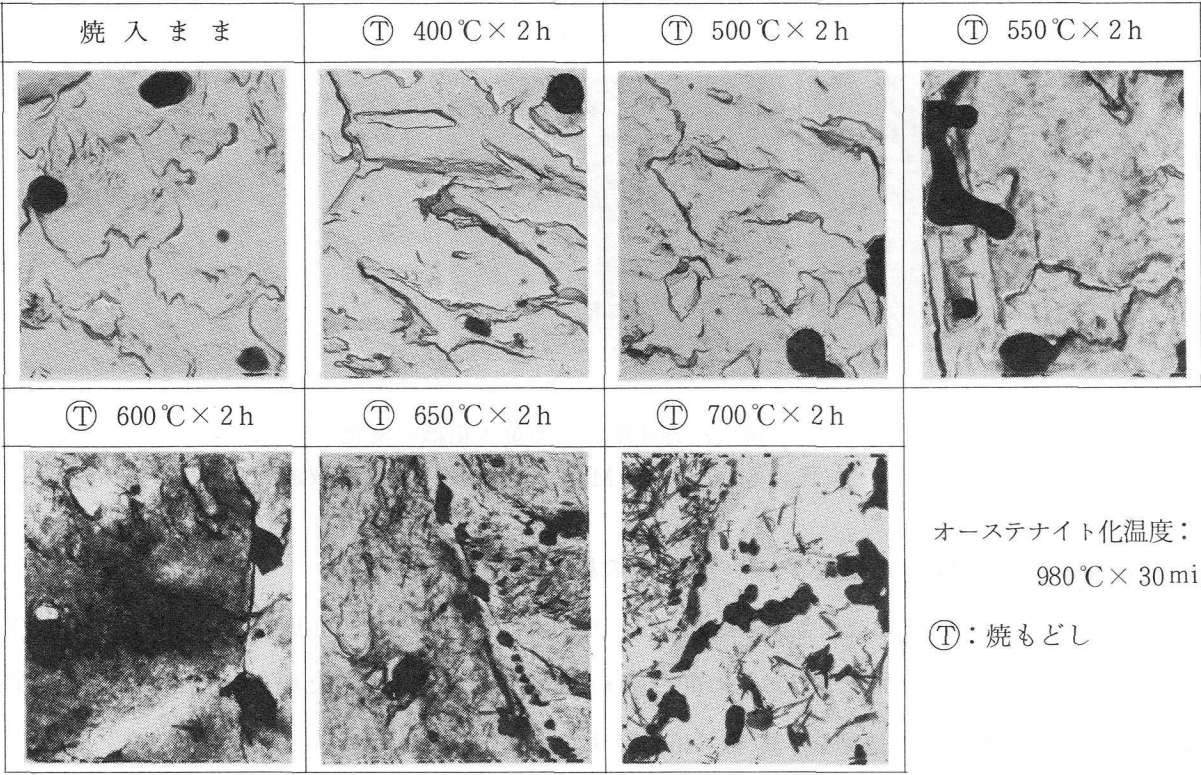 焼入まま
Ⓣ 400℃×2h
Ⓣ 500℃×2h
Ⓣ 550℃×2h
Ⓣ 600℃×2h
Ⓣ 650℃×2h
Ⓣ 700℃×2h
オーステナイト化温度:
980℃×30mi
Ⓣ:焼もどし